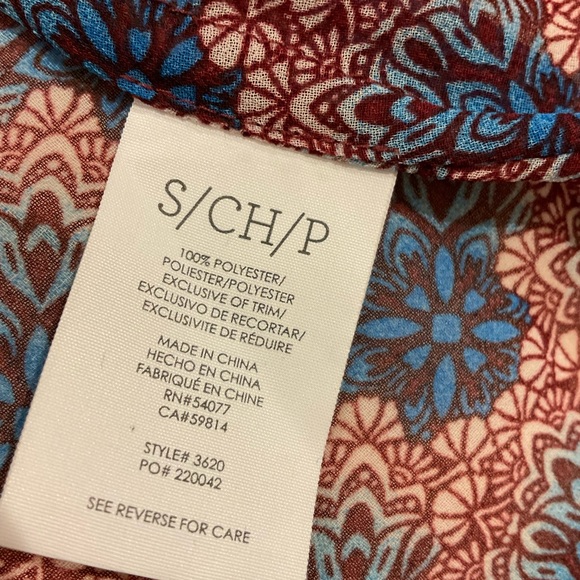 S/CH/P
100% POLYESTER/
POLIESTER/POLYESTER
EXCLUSIVE OF TRIM/
EXCLUSIVO DE RECORTAR/
EXCLUSIVITE DE RÉDUIRE
MADE IN CHINA
HECHO EN CHINA
FABRIQUÉ EN CHINE
RN#54077
CA#59814
STYLE# 3620
PO# 220042
SEE REVERSE FOR CARE